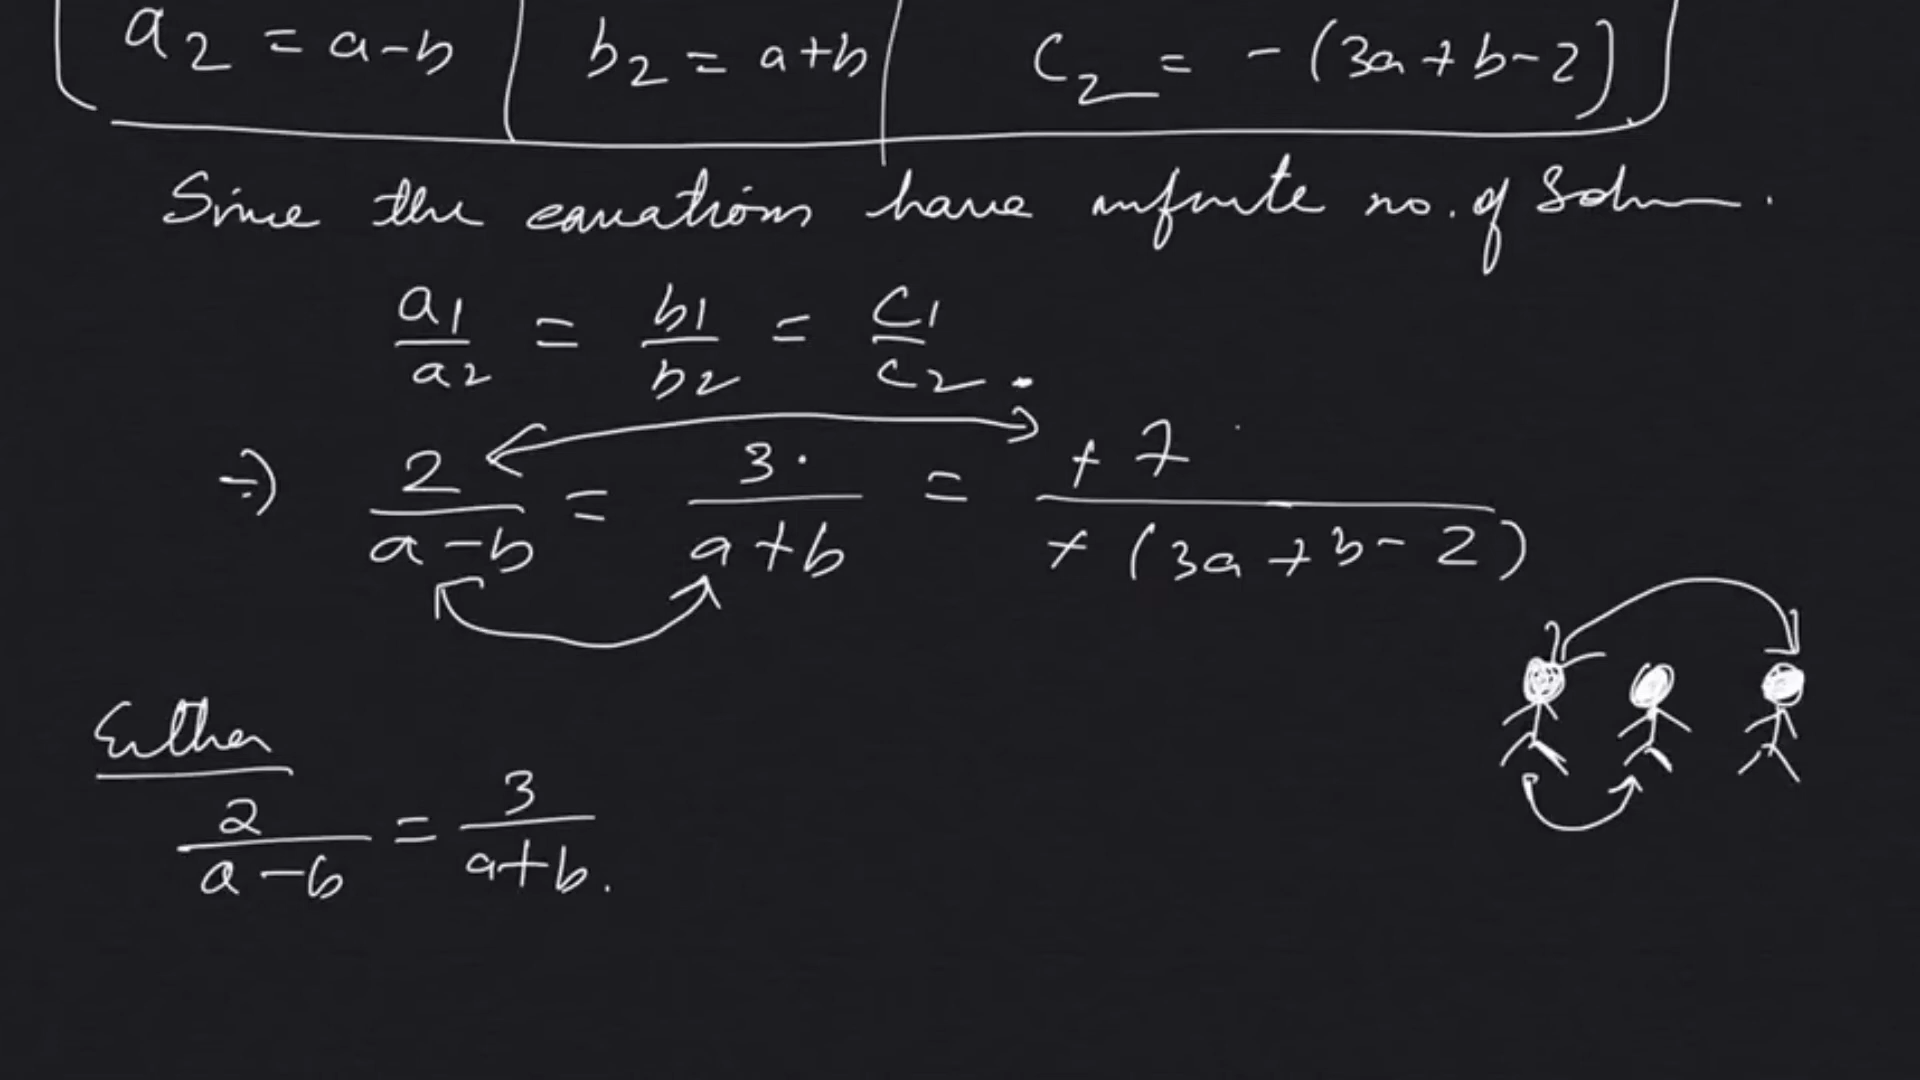 a2 = a-b | b2 = a+b | C2 = -(3a+b-2)
Since the equations have infinite no. of Soln.
a1/a2 = b1/b2 = C1/C2.
⇒ 2/(a-b) = 3/(a+b) = +7/+(3a+b-2)
Either
2/(a-b) = 3/(a+b).